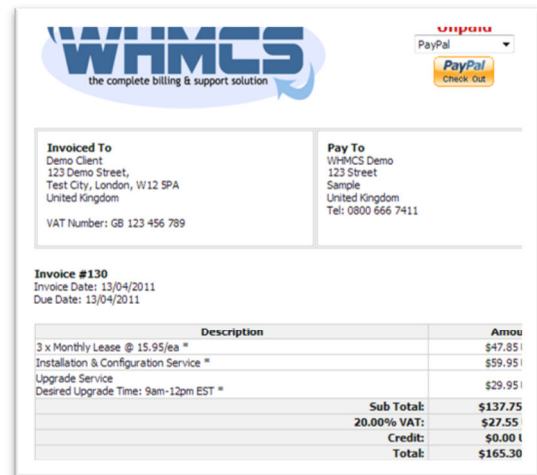 Unpaid
WHMCS
the complete billing & support solution
PayPal
PayPal
Check Out
Invoiced To
Demo Client
123 Demo Street,
Test City, London, W12 5PA
United Kingdom
VAT Number: GB 123 456 789
Pay To
WHMCS Demo
123 Street
Sample
United Kingdom
Tel: 0800 666 7411
Invoice #130
Invoice Date: 13/04/2011
Due Date: 13/04/2011
Description Amou
3 x Monthly Lease @ 15.95/ea * $47.85
Installation & Configuration Service * $59.95
Upgrade Service
Desired Upgrade Time: 9am-12pm EST * $29.95
Sub Total: $137.75
20.00% VAT: $27.55
Credit: $0.00 U
Total: $165.30